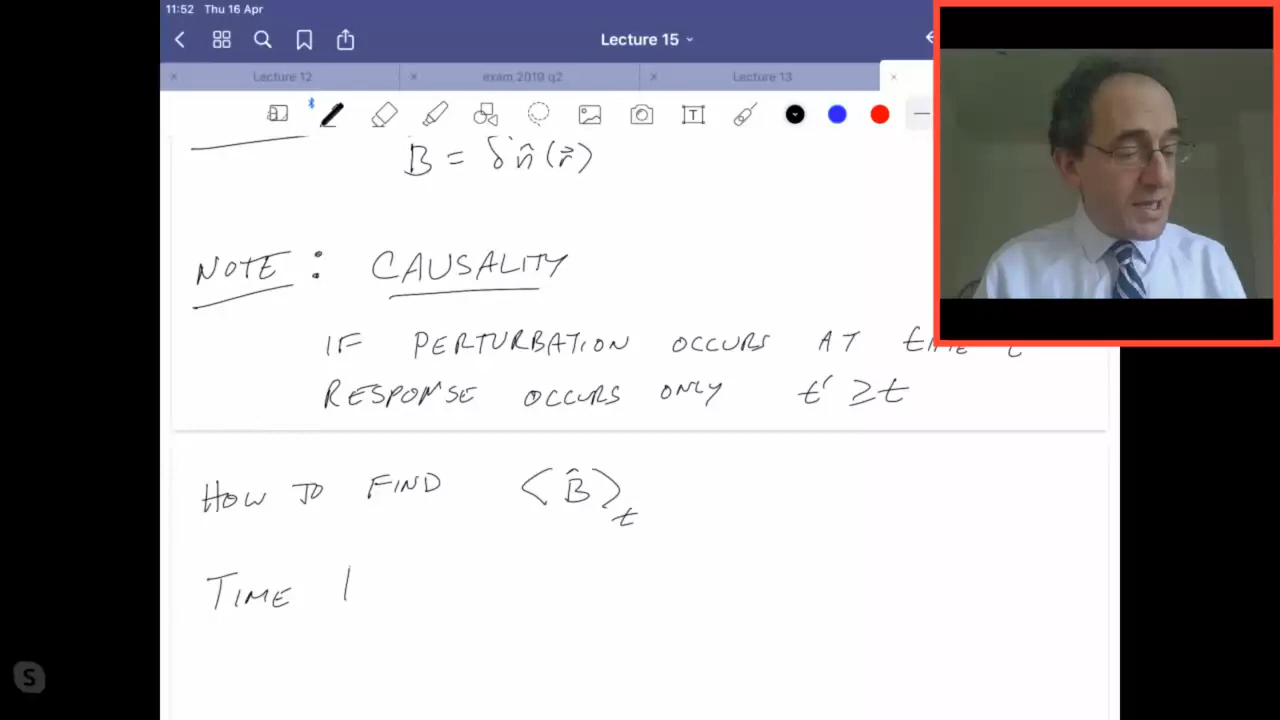 11:52 Thu 16 Apr
Lecture 15
Lecture 12
exam 2019 q2
Lecture 13
T
B = δn̂(r⃗)
NOTE : CAUSALITY
IF PERTURBATION OCCURS AT TIME
RESPONSE OCCURS ONLY t' ≥ t
HOW TO FIND ⟨B̂⟩t
TIME
S